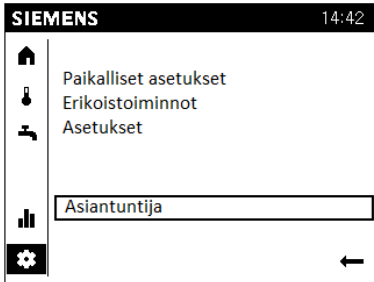 SIEMENS 14:42
Paikalliset asetukset
Erikoistoiminnot
Asetukset
Asiantuntija